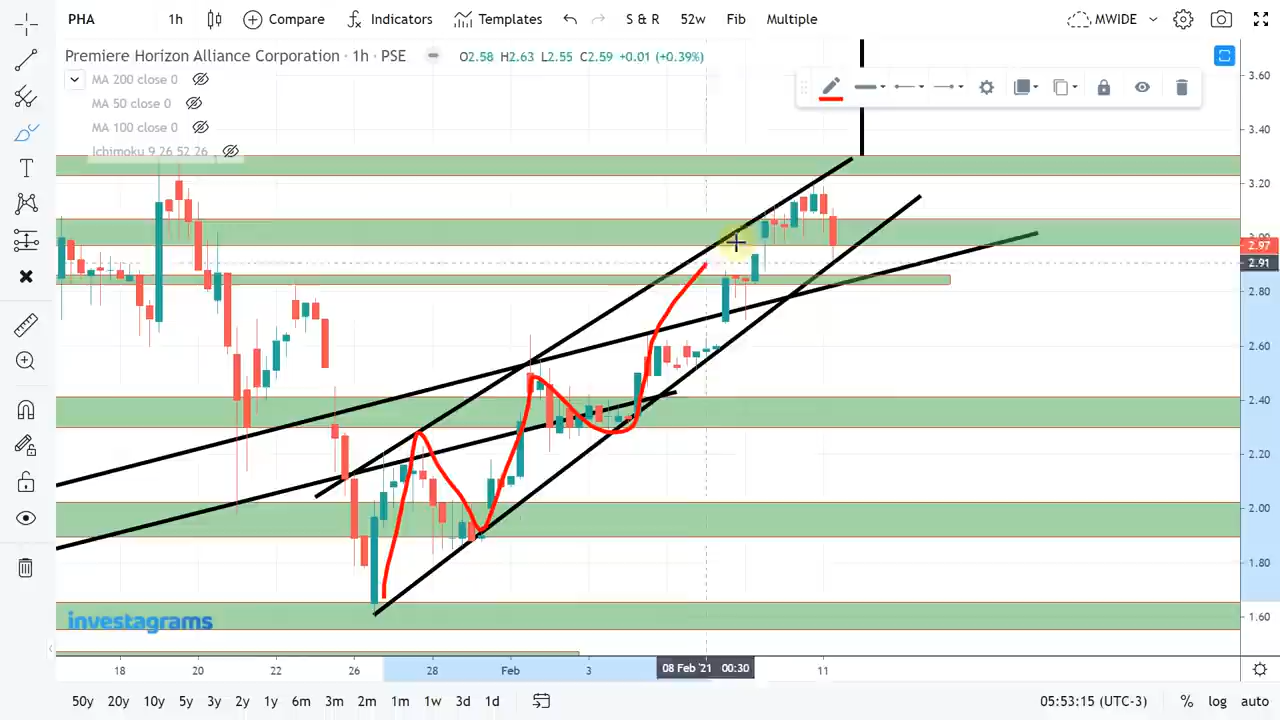 PHA 1h Compare Indicators Templates S & R 52w Fib Multiple MWIDE
Premiere Horizon Alliance Corporation · 1h · PSE O2.58 H2.63 L2.55 C2.59 +0.01 (+0.39%)
MA 200 close 0
MA 50 close 0
MA 100 close 0
Ichimoku 9 26 52 26
3.60
3.40
3.20
3.00
2.97
2.91
2.80
2.60
2.40
2.20
2.00
1.80
1.60
investagrams
18 20 22 26 28 Feb 3 08 Feb '21 00:30 11
50y 20y 10y 5y 3y 2y 1y 6m 3m 2m 1m 1w 3d 1d 05:53:15 (UTC-3) % log auto